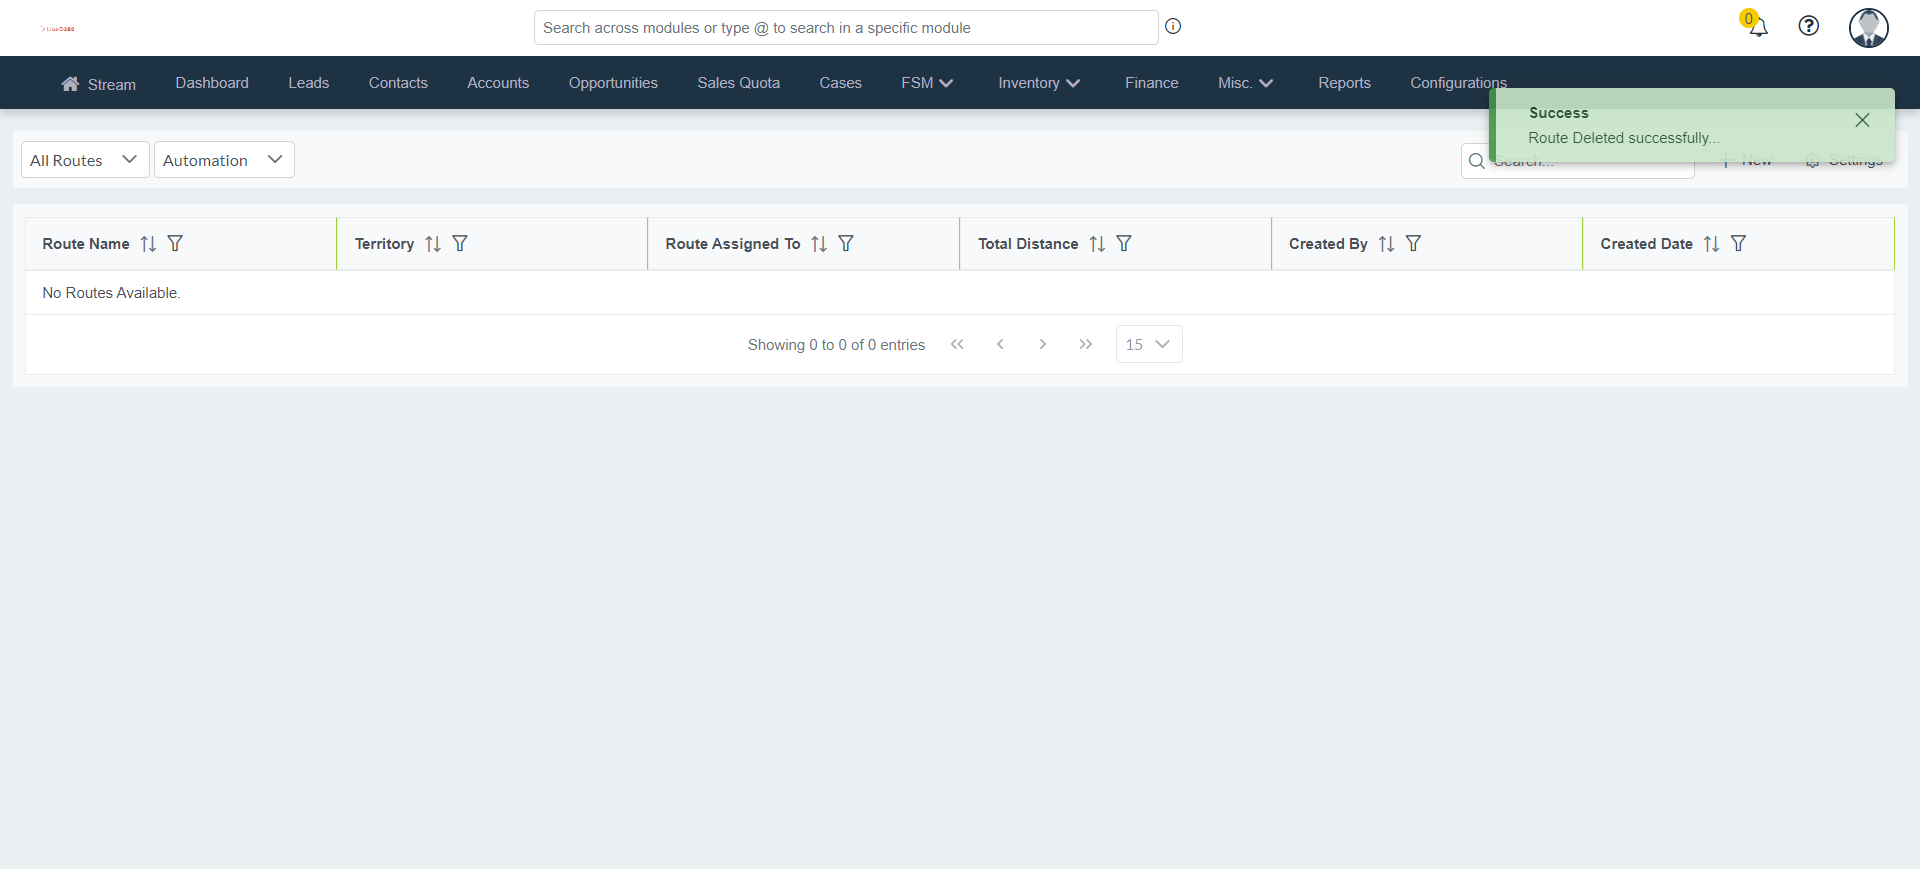 Search across modules or type @ to search in a specific module
0
Stream Dashboard Leads Contacts Accounts Opportunities Sales Quota Cases FSM Inventory Finance Misc. Reports Configurations
Success
Route Deleted successfully...
All Routes Automation Search... New Settings
Route Name Territory Route Assigned To Total Distance Created By Created Date
No Routes Available.
Showing 0 to 0 of 0 entries 15